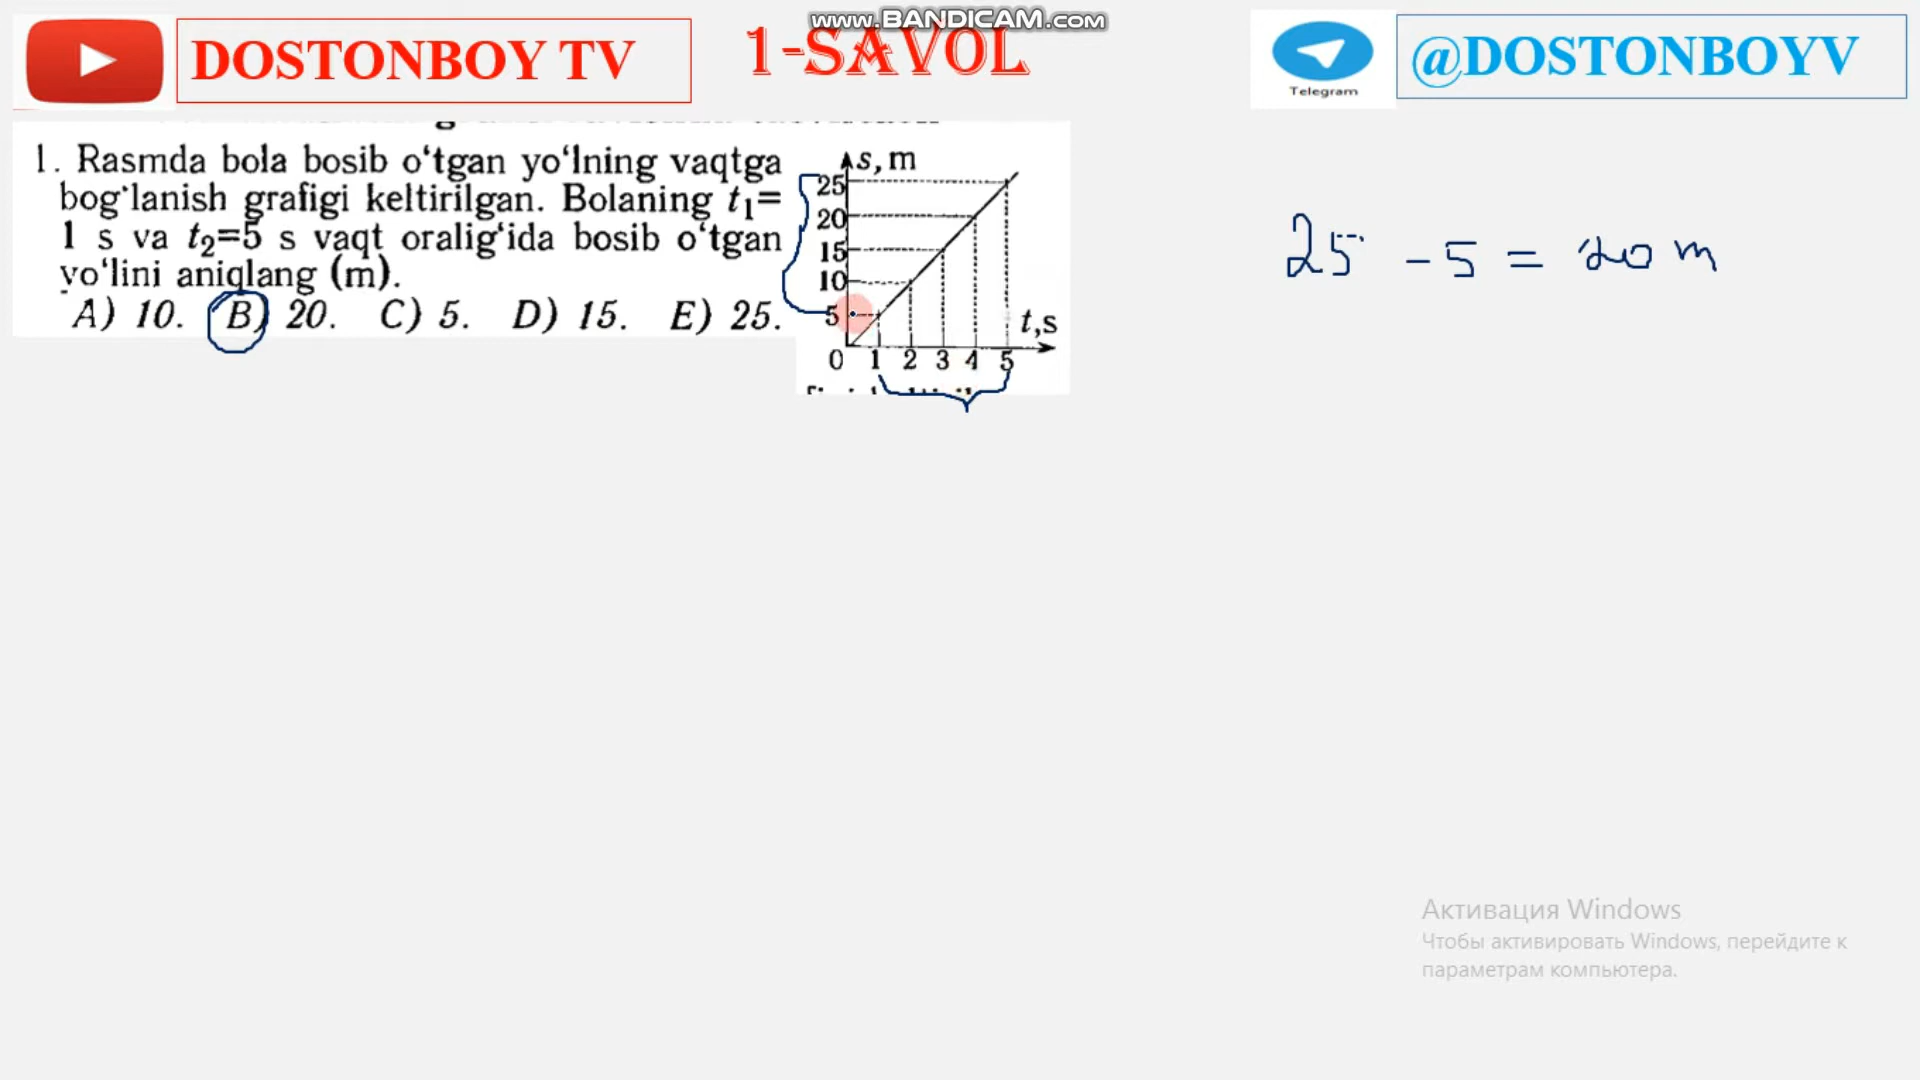 www.BANDICAM.com
DOSTONBOY TV
1-SAVOL
Telegram
@DOSTONBOYV
1. Rasmda bola bosib o‘tgan yo‘lning vaqtga
bog‘lanish grafigi keltirilgan. Bolaning t₁=
1 s va t₂=5 s vaqt oralig‘ida bosib o‘tgan
yo‘lini aniqlang (m).
A) 10. B) 20. C) 5. D) 15. E) 25.
s, m
25
20
15
10
5
t,s
0 1 2 3 4 5
25 - 5 = 20 m
Активация Windows
Чтобы активировать Windows, перейдите к
параметрам компьютера.